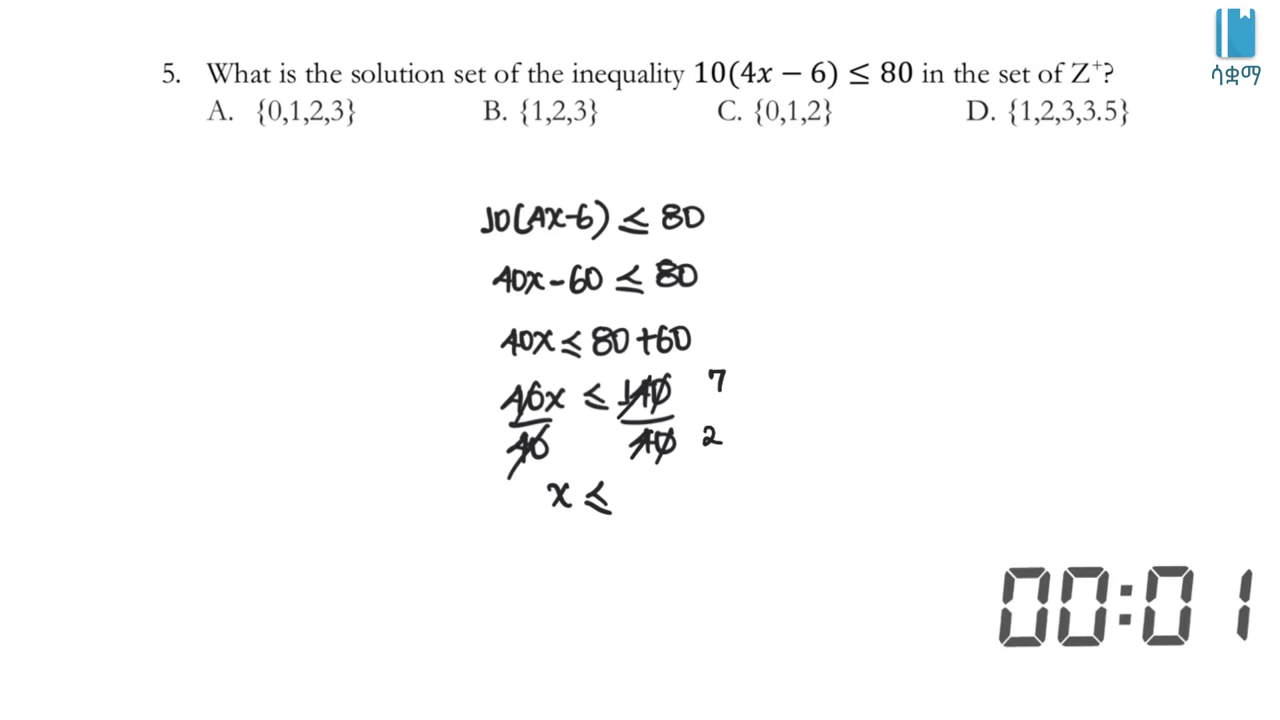 ሳቋማ
5. What is the solution set of the inequality 10(4x − 6) ≤ 80 in the set of Z⁺?
A. {0,1,2,3} B. {1,2,3} C. {0,1,2} D. {1,2,3,3.5}
10(4x-6) ≤ 80
40x - 60 ≤ 80
40x ≤ 80 + 60
40x ≤ 140 7
40 40 2
x ≤
00:01